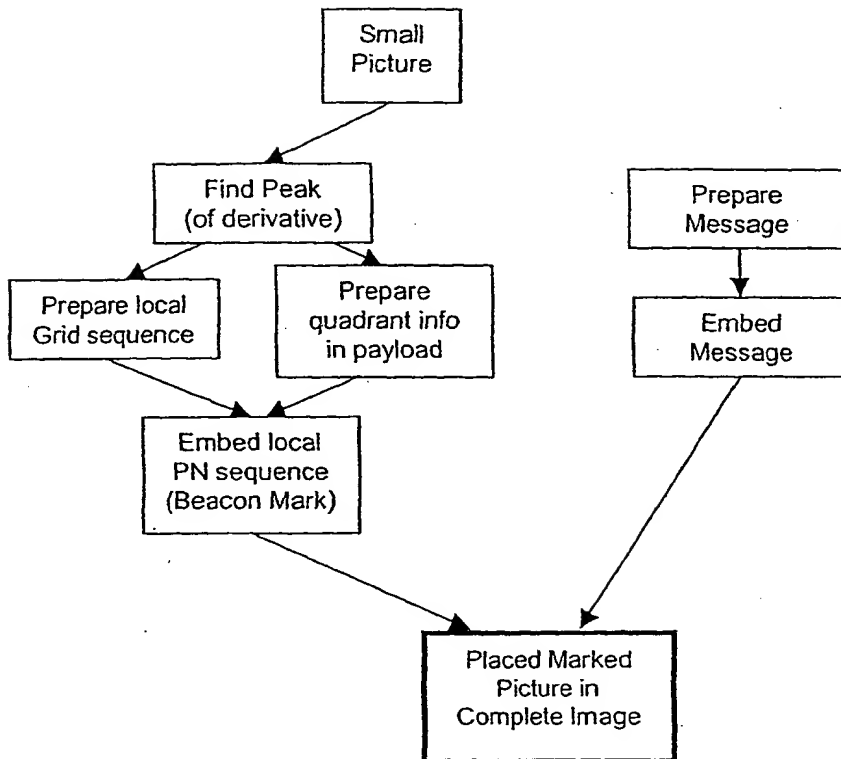 Small
Picture
Find Peak
(of derivative)
Prepare
Message
Prepare local
Grid sequence
Prepare
quadrant info
in payload
Embed
Message
Embed local
PN sequence
(Beacon Mark)
Placed Marked
Picture in
Complete Image